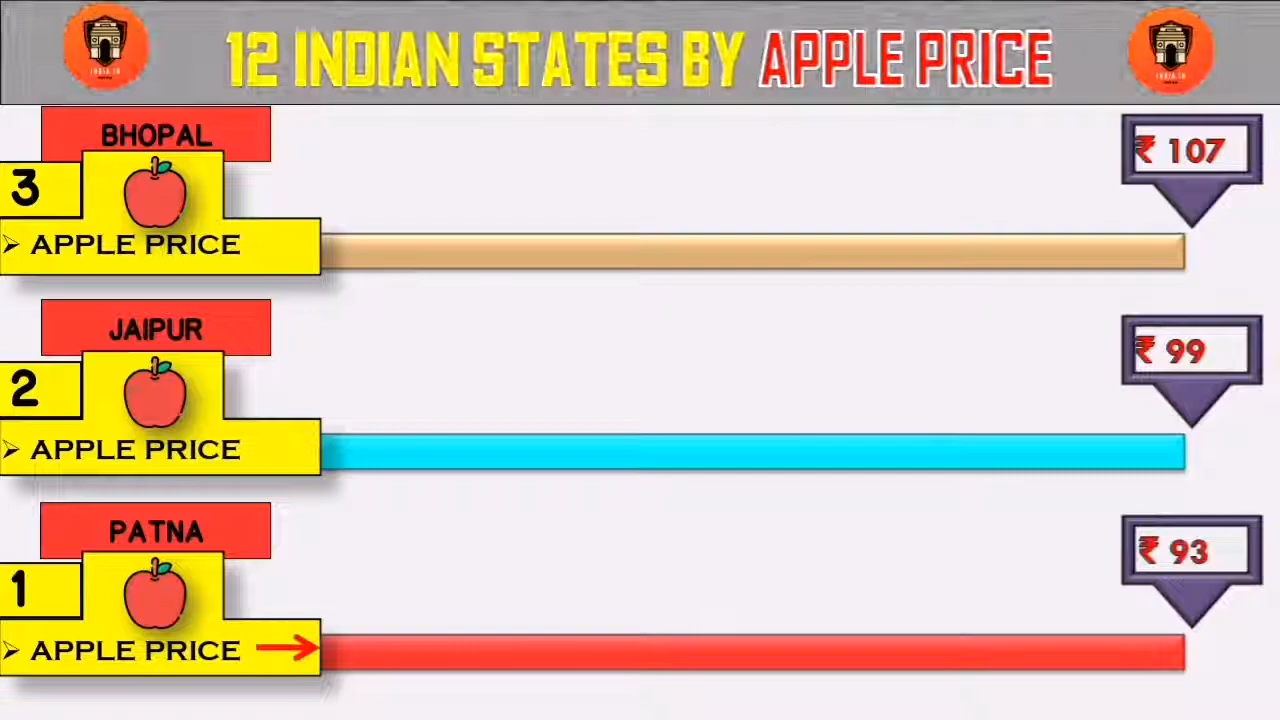 12 INDIAN STATES BY APPLE PRICE
BHOPAL
3
₹ 107
➢ APPLE PRICE
JAIPUR
2
₹ 99
➢ APPLE PRICE
PATNA
1
₹ 93
➢ APPLE PRICE